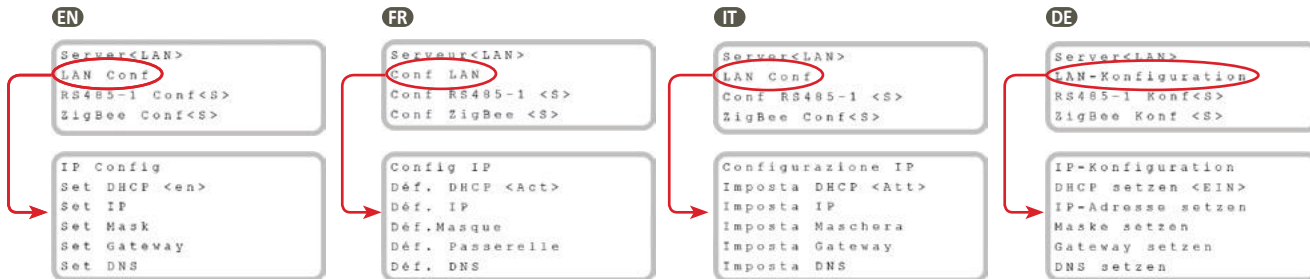 EN
Server<LAN>
LAN Conf
RS485-1 Conf<S>
ZigBee Conf<S>
IP Config
Set DHCP <en>
Set IP
Set Mask
Set Gateway
Set DNS
FR
Serveur<LAN>
Conf LAN
Conf RS485-1 <S>
Conf ZigBee <S>
Config IP
Déf. DHCP <Act>
Déf. IP
Déf.Masque
Déf. Passerelle
Déf. DNS
IT
Server<LAN>
LAN Conf
Conf RS485-1 <S>
ZigBee Conf<S>
Configurazione IP
Imposta DHCP <Att>
Imposta IP
Imposta Maschera
Imposta Gateway
Imposta DNS
DE
Server<LAN>
LAN-Konfiguration
RS485-1 Konf<S>
ZigBee Konf <S>
IP-Konfiguration
DHCP setzen <EIN>
IP-Adresse setzen
Maske setzen
Gateway setzen
DNS setzen